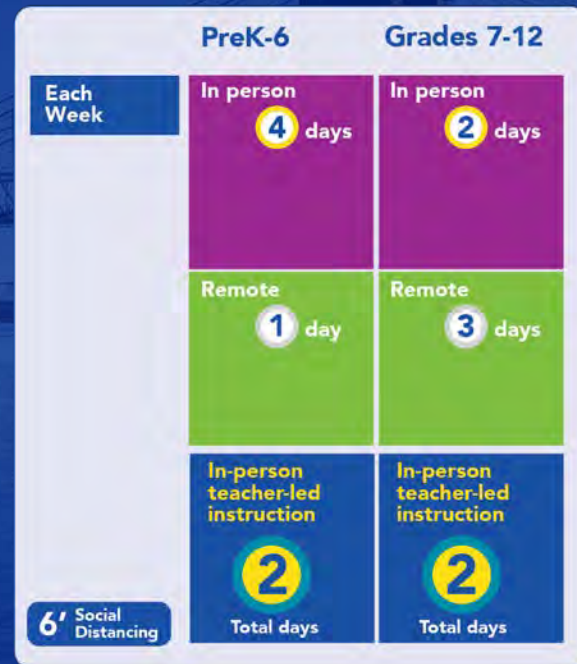 PreK-6 Grades 7-12
Each
Week
In person
4 days
In person
2 days
Remote
1 day
Remote
3 days
In-person
teacher-led
instruction
2
Total days
In-person
teacher-led
instruction
2
Total days
6' Social
Distancing